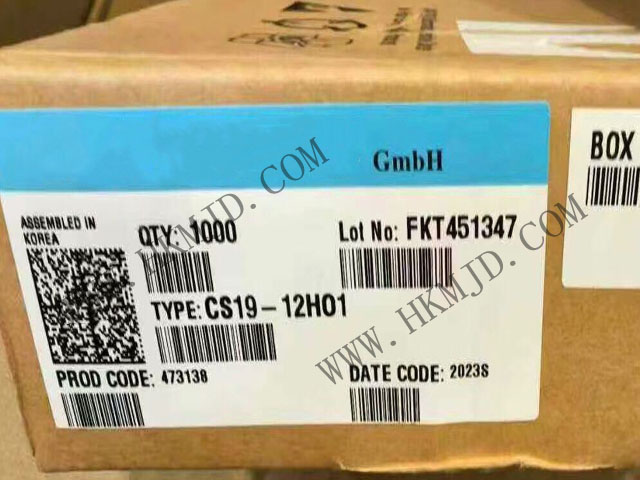 GmbH
BOX
ASSEMBLED IN
KOREA
QTY: 1000
Lot No: FKT451347
TYPE: CS19-12HO1
PROD CODE: 473138
DATE CODE: 2023S
HKMJD.COM
WWW.HKMJD.COM